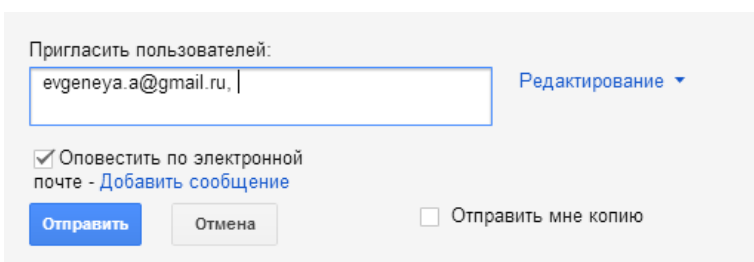 Пригласить пользователей:
evgeneya.a@gmail.ru,
Редактирование
Оповестить по электронной
почте - Добавить сообщение
Отправить
Отмена
Отправить мне копию